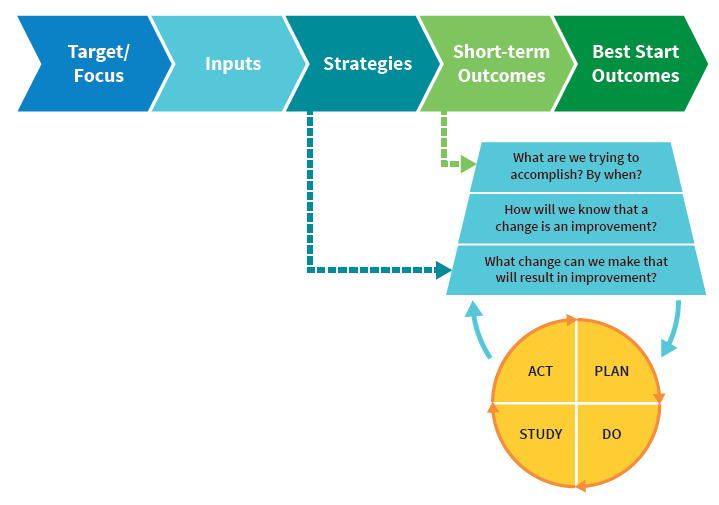 Target/
Focus
Inputs
Strategies
Short-term
Outcomes
Best Start
Outcomes
What are we trying to
accomplish? By when?
How will we know that a
change is an improvement?
What change can we make that
will result in improvement?
ACT
PLAN
STUDY
DO